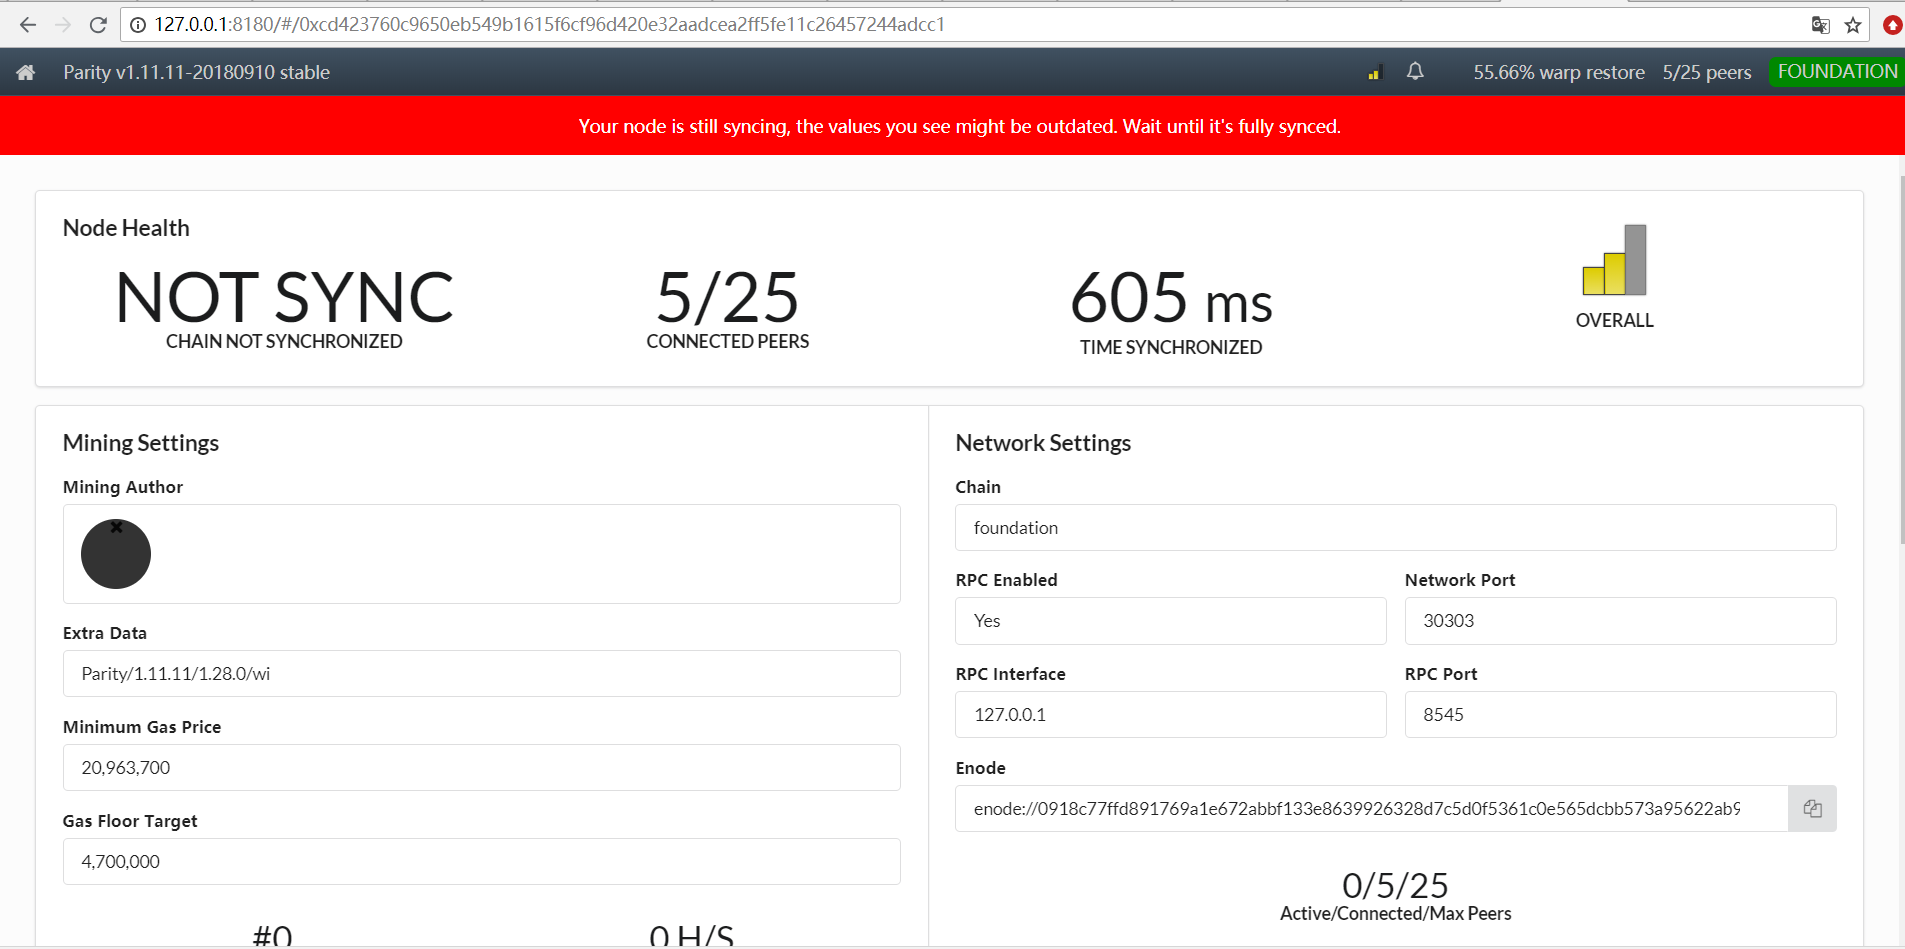 127.0.0.1:8180/#/0xcd423760c9650eb549b1615f6cf96d420e32aadcea2ff5fe11c26457244adcc1
Parity v1.11.11-20180910 stable
55.66% warp restore 5/25 peers FOUNDATION
Your node is still syncing, the values you see might be outdated. Wait until it's fully synced.
Node Health
NOT SYNC
CHAIN NOT SYNCHRONIZED
5/25
CONNECTED PEERS
605 ms
TIME SYNCHRONIZED
OVERALL
Mining Settings
Mining Author
Extra Data
Parity/1.11.11/1.28.0/wi
Minimum Gas Price
20,963,700
Gas Floor Target
4,700,000
#0
0 H/S
Network Settings
Chain
foundation
RPC Enabled
Yes
Network Port
30303
RPC Interface
127.0.0.1
RPC Port
8545
Enode
enode://0918c77ffd891769a1e672abbf133e8639926328d7c5d0f5361c0e565dcbb573a95622ab9
0/5/25
Active/Connected/Max Peers